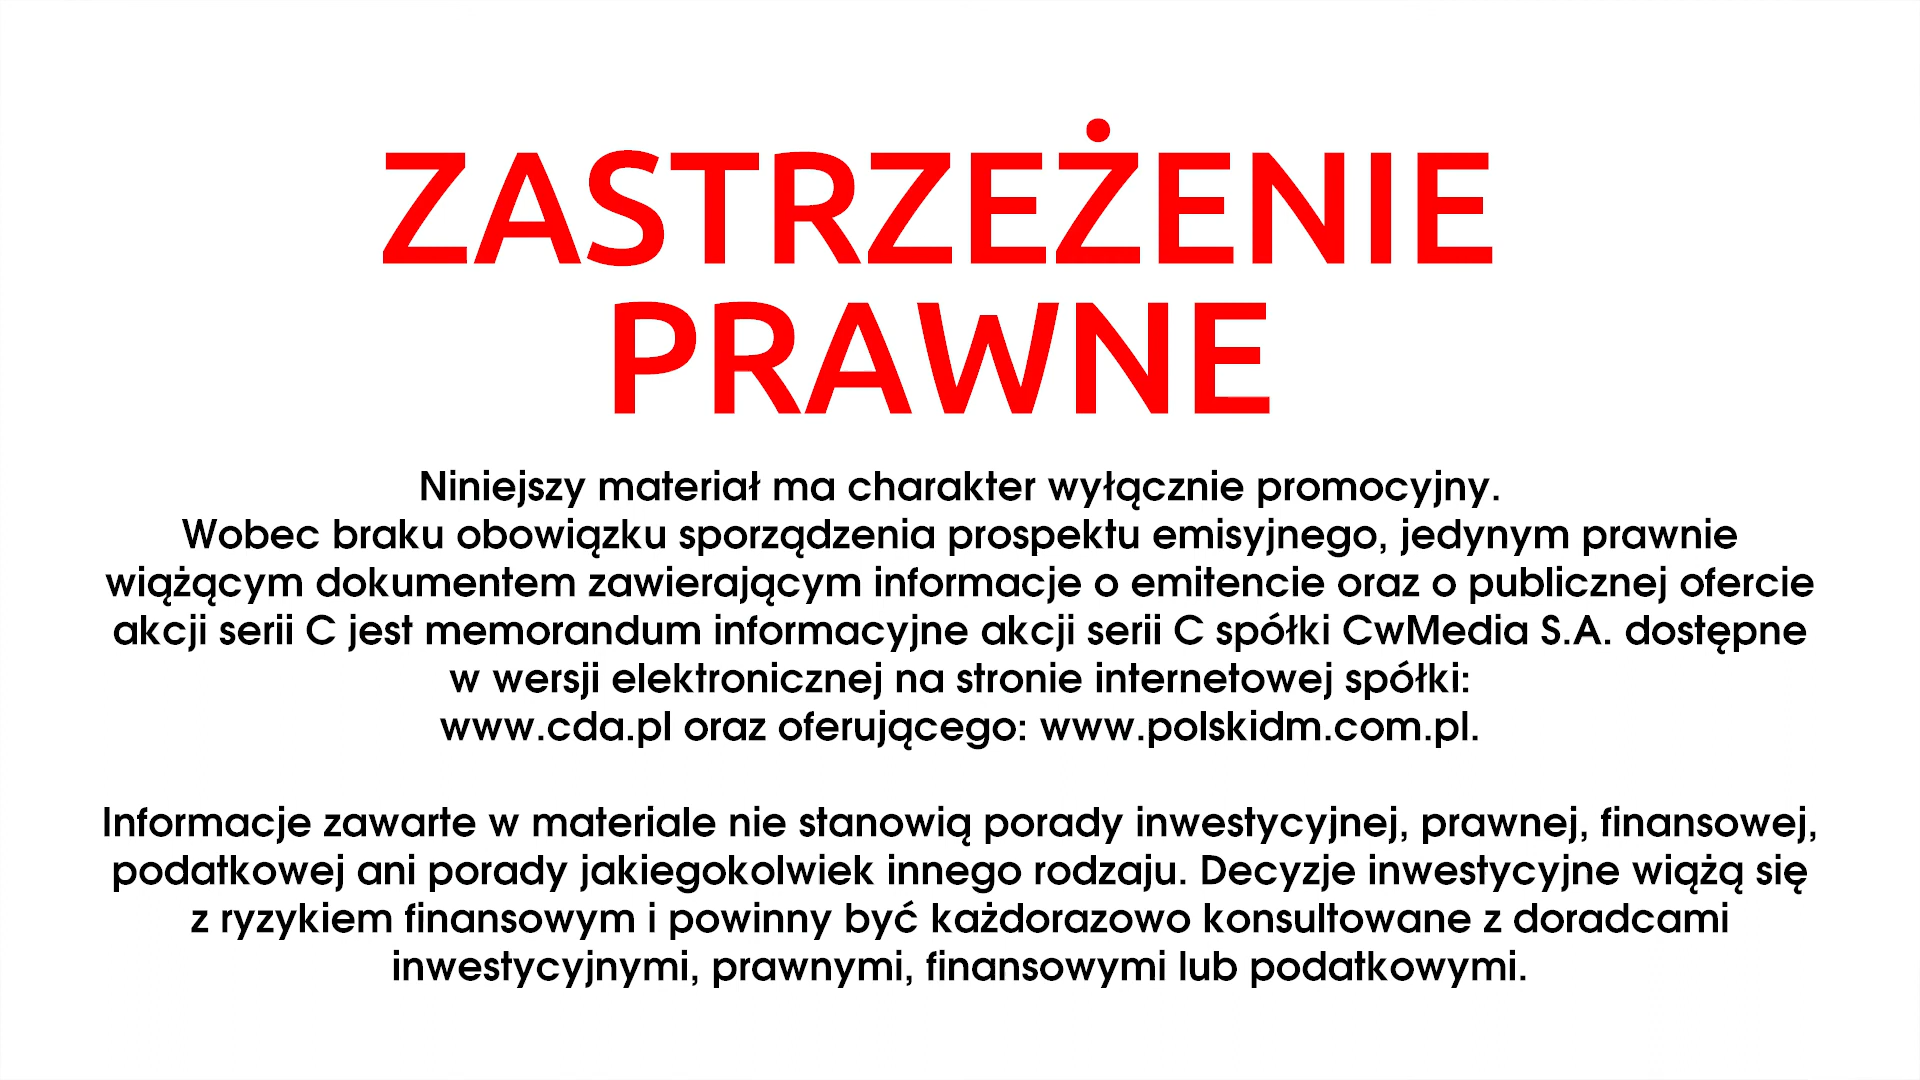 ZASTRZEŻENIE
PRAWNE
Niniejszy materiał ma charakter wyłącznie promocyjny.
Wobec braku obowiązku sporządzenia prospektu emisyjnego, jedynym prawnie
wiążącym dokumentem zawierającym informacje o emitencie oraz o publicznej ofercie
akcji serii C jest memorandum informacyjne akcji serii C spółki CwMedia S.A. dostępne
w wersji elektronicznej na stronie internetowej spółki:
www.cda.pl oraz oferującego: www.polskidm.com.pl.
Informacje zawarte w materiale nie stanowią porady inwestycyjnej, prawnej, finansowej,
podatkowej ani porady jakiegokolwiek innego rodzaju. Decyzje inwestycyjne wiążą się
z ryzykiem finansowym i powinny być każdorazowo konsultowane z doradcami
inwestycyjnymi, prawnymi, finansowymi lub podatkowymi.